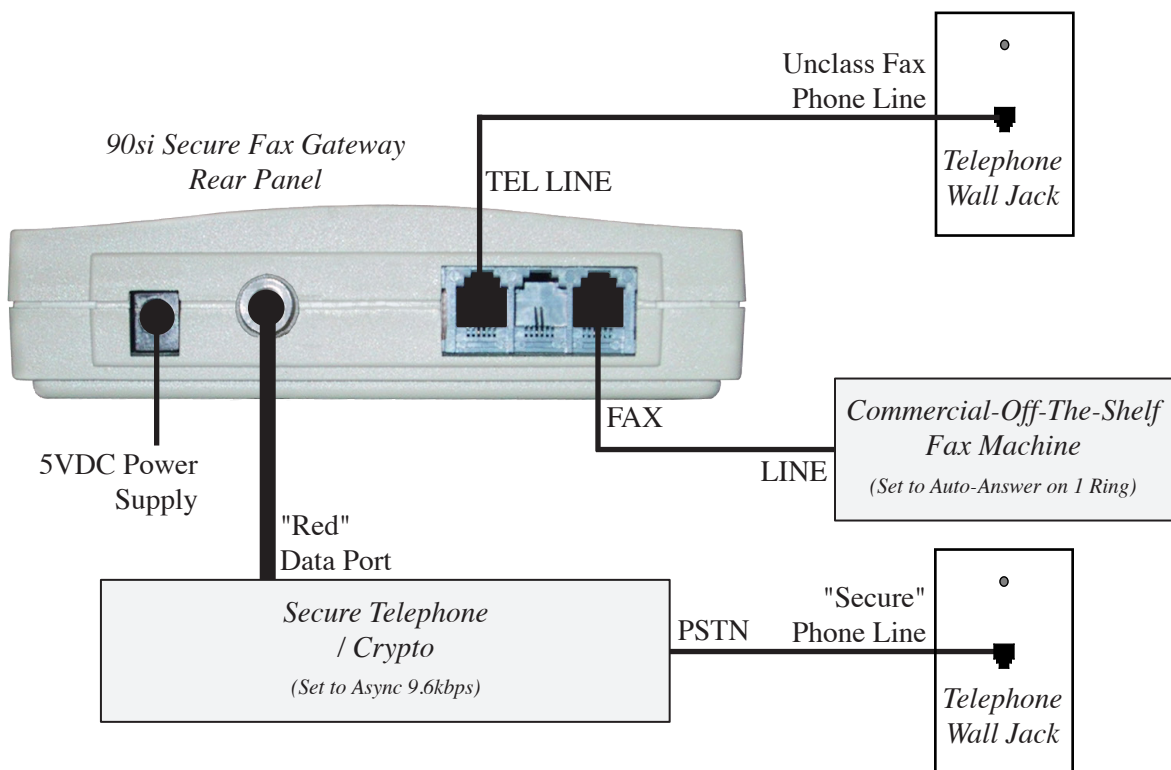 Unclass Fax
Phone Line
Telephone
Wall Jack
90si Secure Fax Gateway
Rear Panel
TEL LINE
FAX
LINE
Commercial-Off-The-Shelf
Fax Machine
(Set to Auto-Answer on 1 Ring)
5VDC Power
Supply
"Red"
Data Port
Secure Telephone
/ Crypto
(Set to Async 9.6kbps)
PSTN
"Secure"
Phone Line
Telephone
Wall Jack